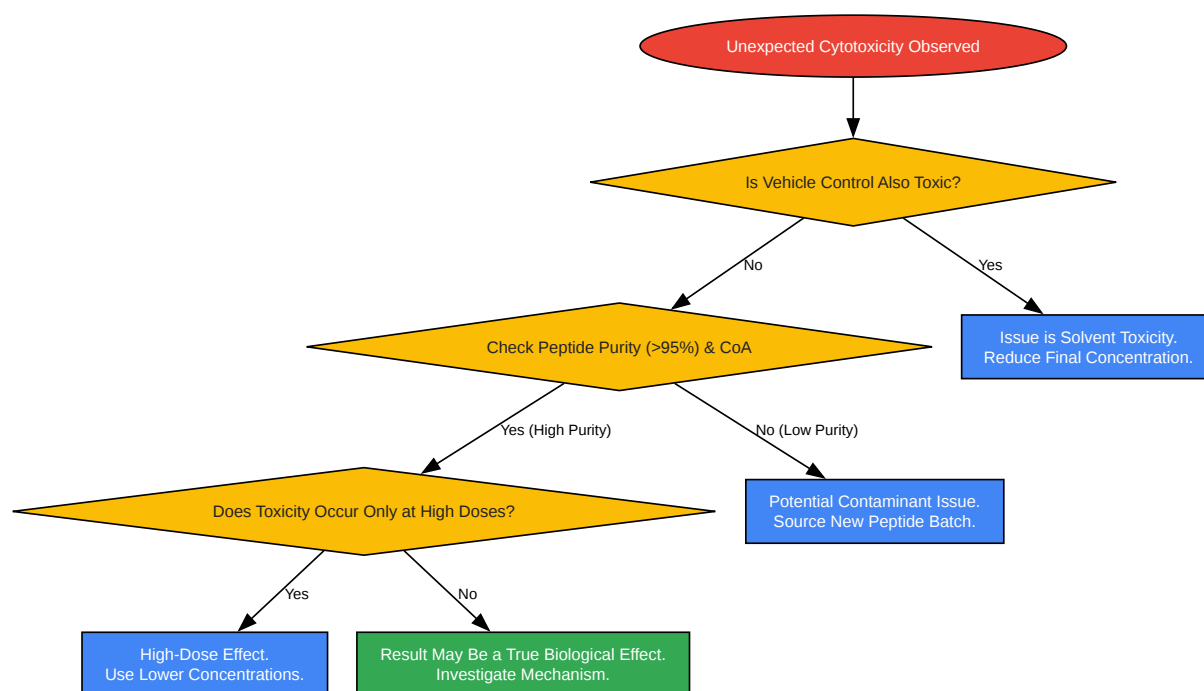 Unexpected Cytotoxicity Observed
Is Vehicle Control Also Toxic?
No
Yes
Issue is Solvent Toxicity.
Reduce Final Concentration.
Check Peptide Purity (>95%) & CoA
Yes (High Purity)
No (Low Purity)
Potential Contaminant Issue.
Source New Peptide Batch.
Does Toxicity Occur Only at High Doses?
Yes
No
High-Dose Effect.
Use Lower Concentrations.
Result May Be a True Biological Effect.
Investigate Mechanism.